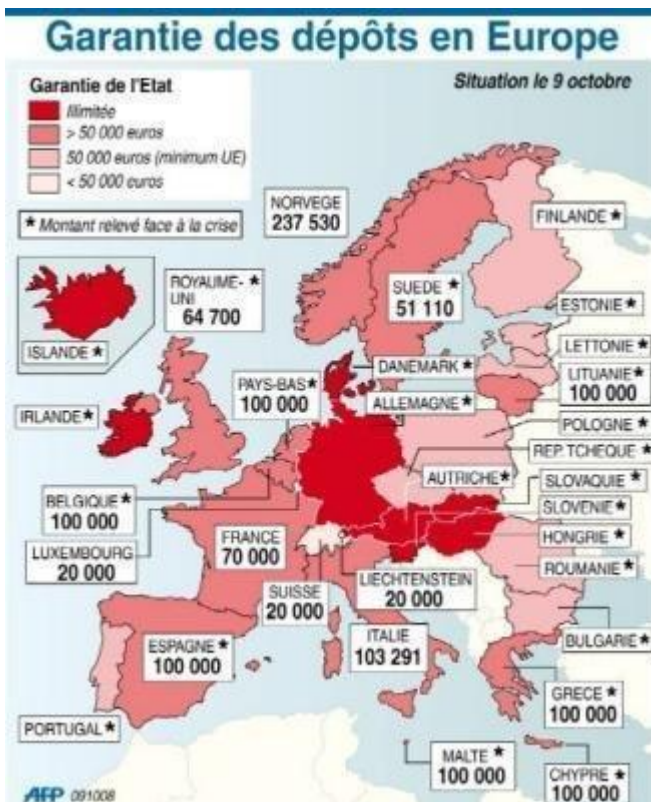 Garantie des dépôts en Europe
Situation le 9 octobre
Garantie de l'Etat
Illimitée
> 50 000 euros
50 000 euros (minimum UE)
< 50 000 euros
* Montant relevé face à la crise
NORVEGE
237 530
FINLANDE *
ROYAUME-
UNI *
64 700
SUEDE *
51 110
ISLANDE *
ESTONIE *
LETTONIE *
DANEMARK *
LITUANIE *
100 000
PAYS-BAS *
100 000
ALLEMAGNE *
IRLANDE *
POLOGNE *
REP.TCHEQUE *
AUTRICHE *
SLOVAQUIE *
BELGIQUE *
100 000
SLOVENIE *
FRANCE
70 000
HONGRIE *
LUXEMBOURG
20 000
ROUMANIE *
SUISSE
20 000
LIECHTENSTEIN
20 000
ESPAGNE *
100 000
ITALIE
103 291
BULGARIE *
GRECE *
100 000
PORTUGAL *
MALTE *
100 000
CHYPRE *
100 000
AFP 091008